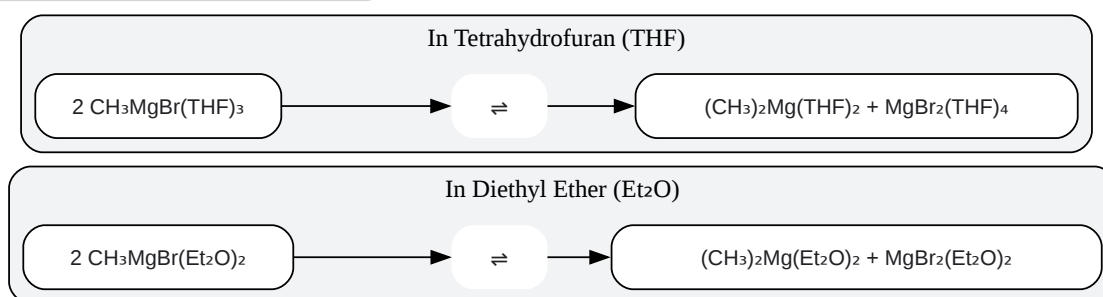 In Tetrahydrofuran (THF)
2 CH₃MgBr(THF)₃ ⇌ (CH₃)₂Mg(THF)₂ + MgBr₂(THF)₄
In Diethyl Ether (Et₂O)
2 CH₃MgBr(Et₂O)₂ ⇌ (CH₃)₂Mg(Et₂O)₂ + MgBr₂(Et₂O)₂